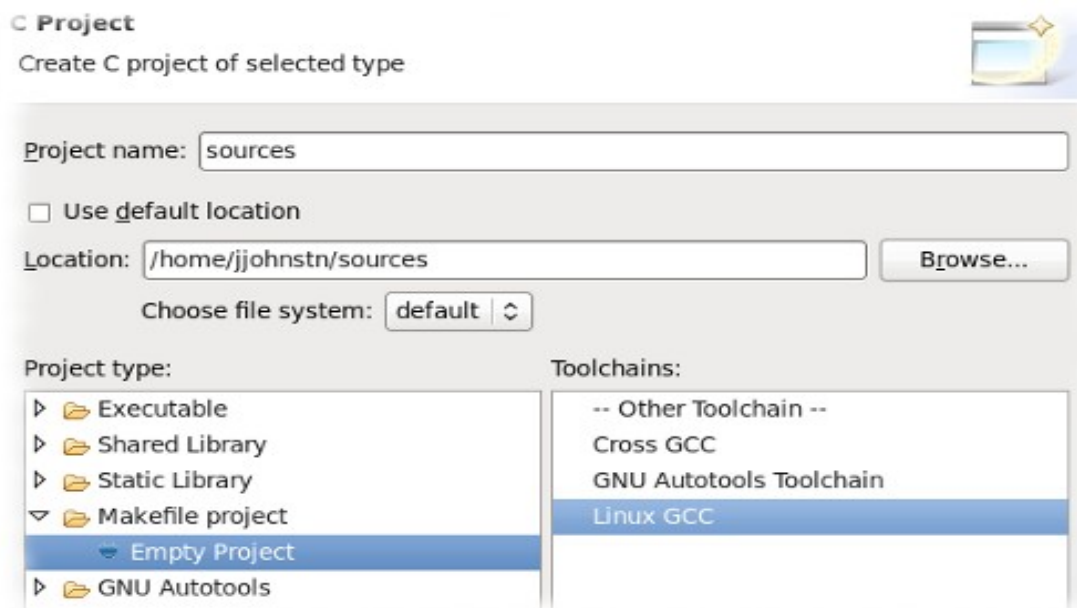 C Project
Create C project of selected type
Project name: sources
Use default location
Location: /home/jjohnstn/sources Browse...
Choose file system: default
Project type:
Executable
Shared Library
Static Library
Makefile project
Empty Project
GNU Autotools
Toolchains:
-- Other Toolchain --
Cross GCC
GNU Autotools Toolchain
Linux GCC